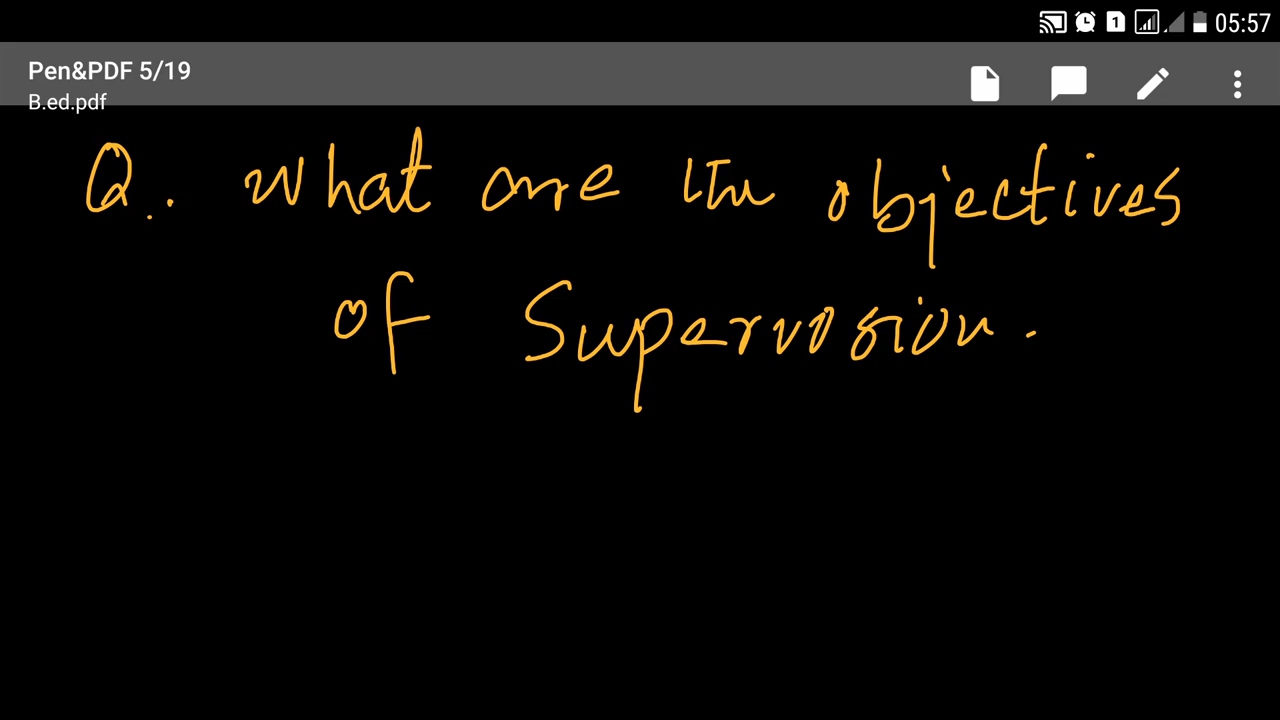 05:57
Pen&PDF 5/19
B.ed.pdf
Q. What are the objectives
of Supervision.